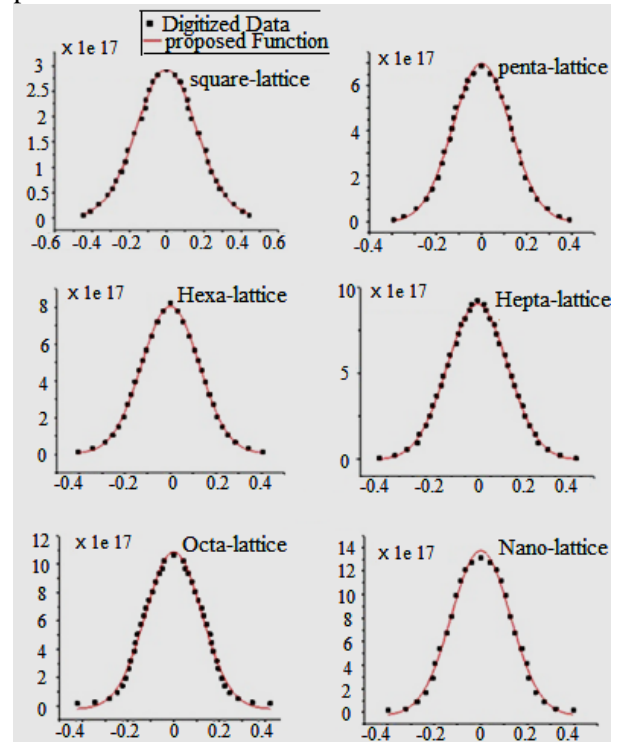 Digitized Data
proposed Function
x 1e 17
square-lattice
3
2.5
2
1.5
1
0.5
0
-0.6 -0.4 -0.2 0 0.2 0.4 0.6
x 1e 17
penta-lattice
6
4
2
0
-0.4 -0.2 0 0.2 0.4
x 1e 17
Hexa-lattice
8
6
4
2
0
-0.4 -0.2 0 0.2 0.4
x 1e 17
Hepta-lattice
10
5
0
-0.4 -0.2 0 0.2 0.4
x 1e 17
Octa-lattice
12
10
8
6
4
2
0
-0.4 -0.2 0 0.2 0.4
x 1e 17
Nano-lattice
14
12
10
8
6
4
2
0
-0.4 -0.2 0 0.2 0.4